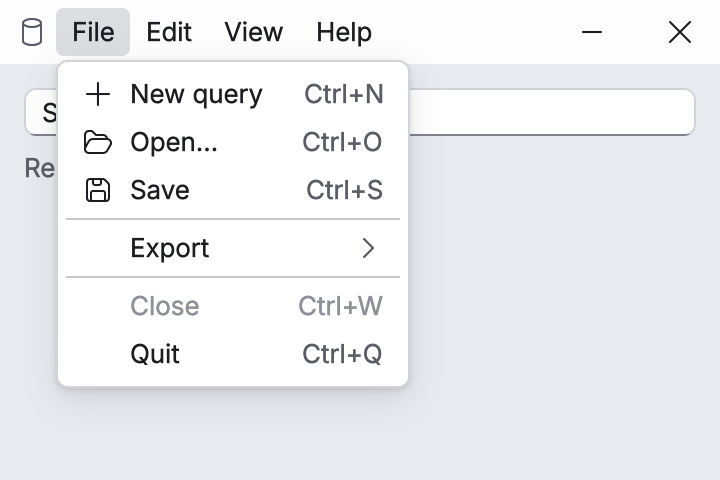 File Edit View Help
New query Ctrl+N
Open... Ctrl+O
Save Ctrl+S
Export
Close Ctrl+W
Quit Ctrl+Q